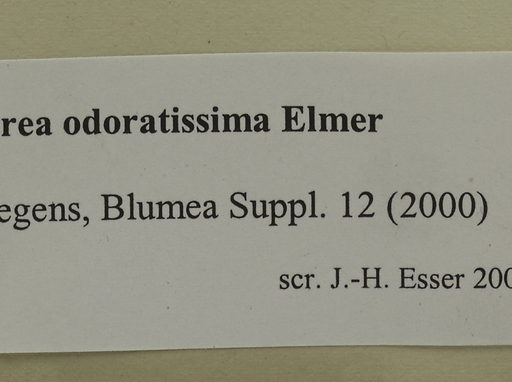 rea odoratissima Elmer
egens, Blumea Suppl. 12 (2000)
scr. J.-H. Esser 200